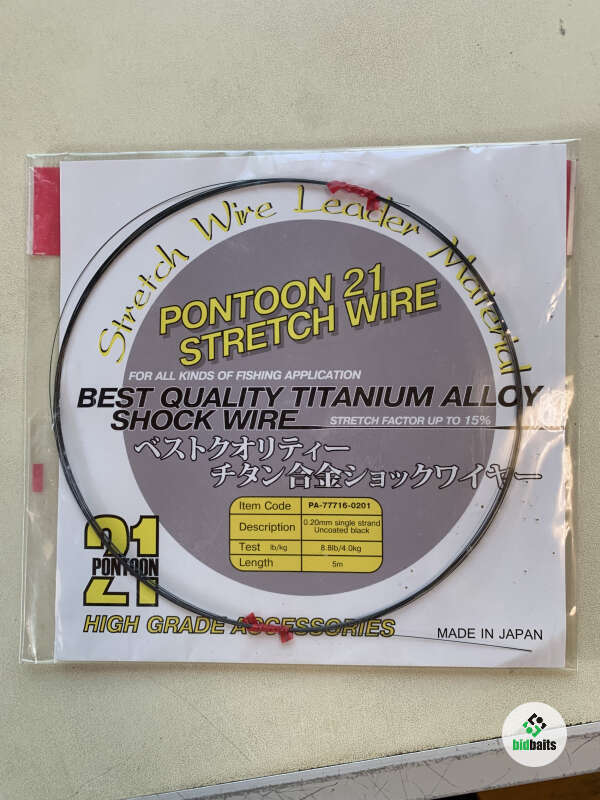 Stretch Wire Leader Material
PONTOON 21
STRETCH WIRE
FOR ALL KINDS OF FISHING APPLICATION
BEST QUALITY TITANIUM ALLOY
SHOCK WIRE
STRETCH FACTOR UP TO 15%
ベストクオリティー
チタン合金ショックワイヤー
Item Code PA-77716-0201
Description 0.20mm single strand
Uncoated black
Test lb/kg 8.8lb/4.0kg
Length 5m
21
PONTOON
21
HIGH GRADE ACCESSORIES
MADE IN JAPAN
bidbaits